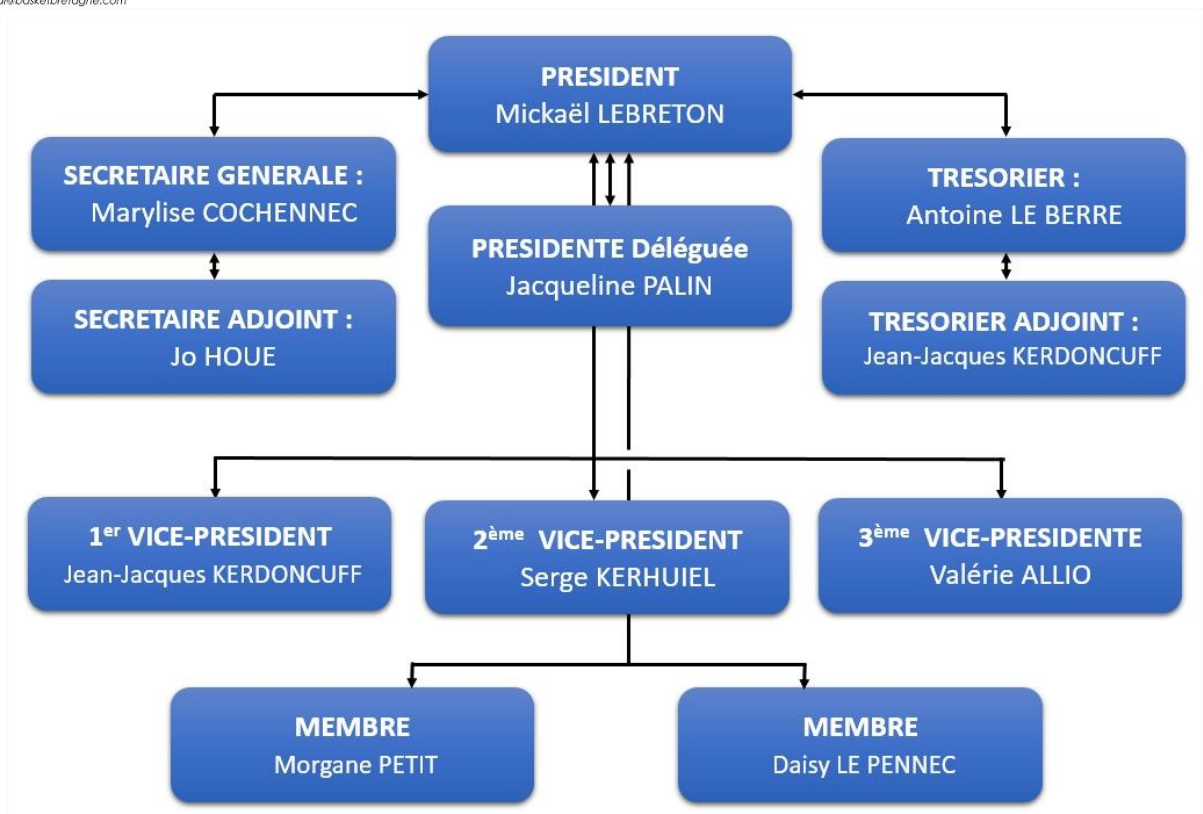 PRESIDENT
Mickaël LEBRETON
SECRETAIRE GENERALE :
Marylise COCHENNEC
TRESORIER :
Antoine LE BERRE
PRESIDENTE Déléguée
Jacqueline PALIN
SECRETAIRE ADJOINT :
Jo HOUE
TRESORIER ADJOINT :
Jean-Jacques KERDONCUFF
1er VICE-PRESIDENT
Jean-Jacques KERDONCUFF
2ème VICE-PRESIDENT
Serge KERHUIEL
3ème VICE-PRESIDENTE
Valérie ALLIO
MEMBRE
Morgane PETIT
MEMBRE
Daisy LE PENNEC